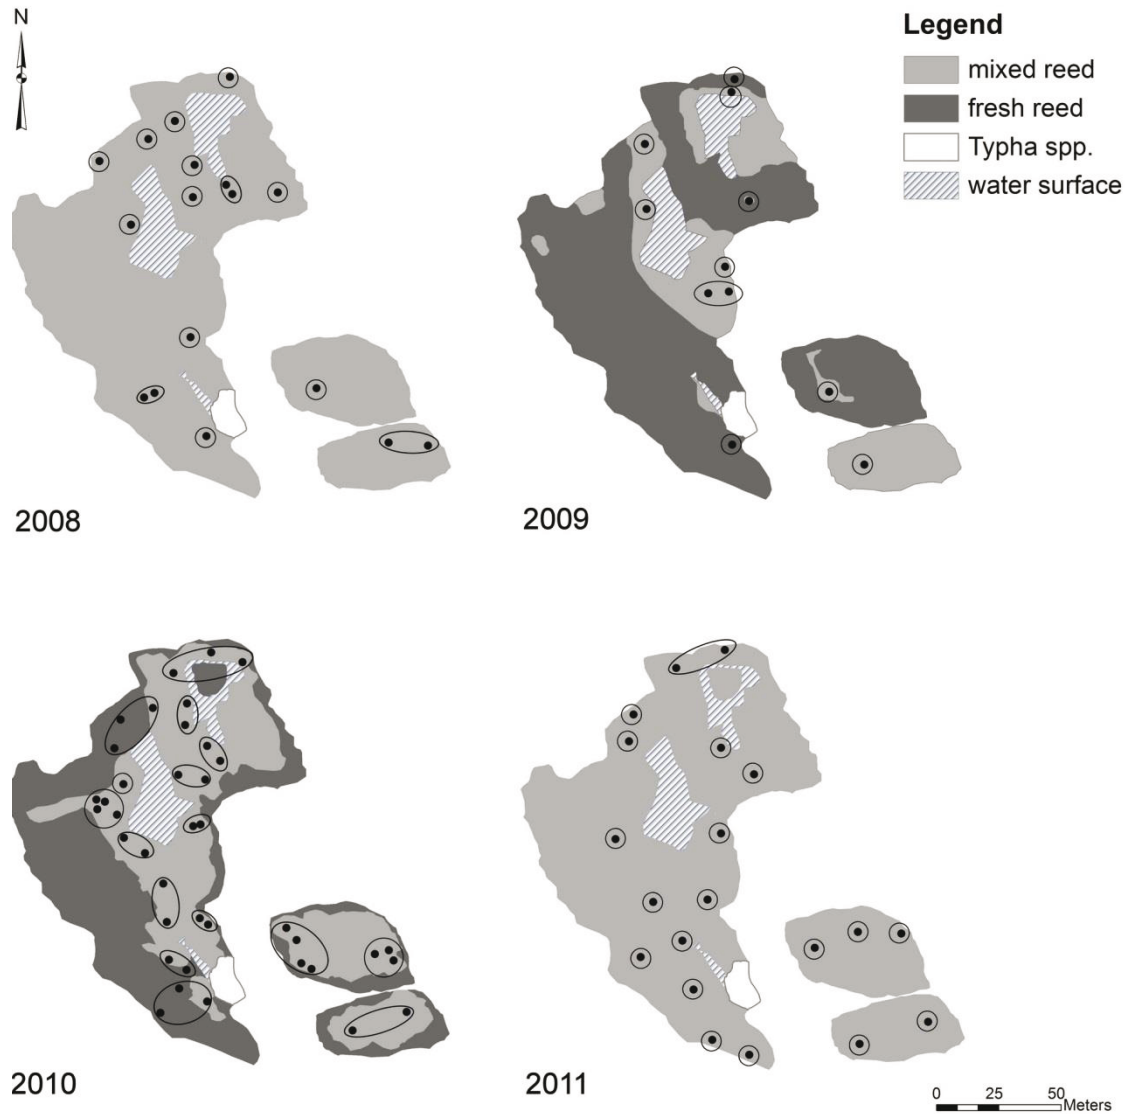 N
Legend
mixed reed
fresh reed
Typha spp.
water surface
2008
2009
2010
2011
0 25 50
Meters